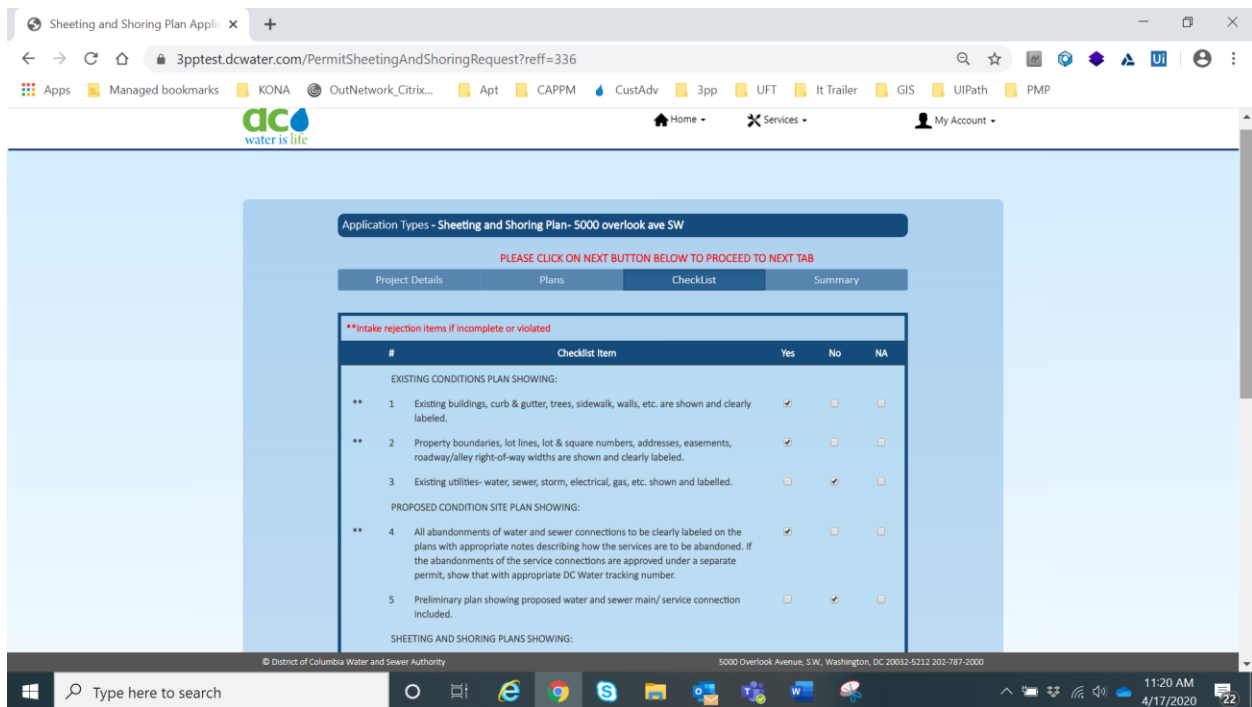 Sheeting and Shoring Plan Applic
3pptest.dcwater.com/PermitSheetingAndShoringRequest?reff=336
Apps Managed bookmarks KONA OutNetwork_Citrix... Apt CAPPM CustAdv 3pp UFT It Trailer GIS UIPath PMP
dc
water is life
Home Services My Account
Application Types - Sheeting and Shoring Plan- 5000 overlook ave SW
PLEASE CLICK ON NEXT BUTTON BELOW TO PROCEED TO NEXT TAB
Project Details Plans CheckList Summary
**Intake rejection items if incomplete or violated
# Checklist Item Yes No NA
EXISTING CONDITIONS PLAN SHOWING:
** 1 Existing buildings, curb & gutter, trees, sidewalk, walls, etc. are shown and clearly
labeled.
** 2 Property boundaries, lot lines, lot & square numbers, addresses, easements,
roadway/alley right-of-way widths are shown and clearly labeled.
3 Existing utilities- water, sewer, storm, electrical, gas, etc. shown and labelled.
PROPOSED CONDITION SITE PLAN SHOWING:
** 4 All abandonments of water and sewer connections to be clearly labeled on the
plans with appropriate notes describing how the services are to be abandoned. If
the abandonments of the service connections are approved under a separate
permit, show that with appropriate DC Water tracking number.
5 Preliminary plan showing proposed water and sewer main/ service connection
included.
SHEETING AND SHORING PLANS SHOWING:
© District of Columbia Water and Sewer Authority 5000 Overlook Avenue, S.W., Washington, DC 20032-5212 202-787-2000
Type here to search
11:20 AM
4/17/2020
22